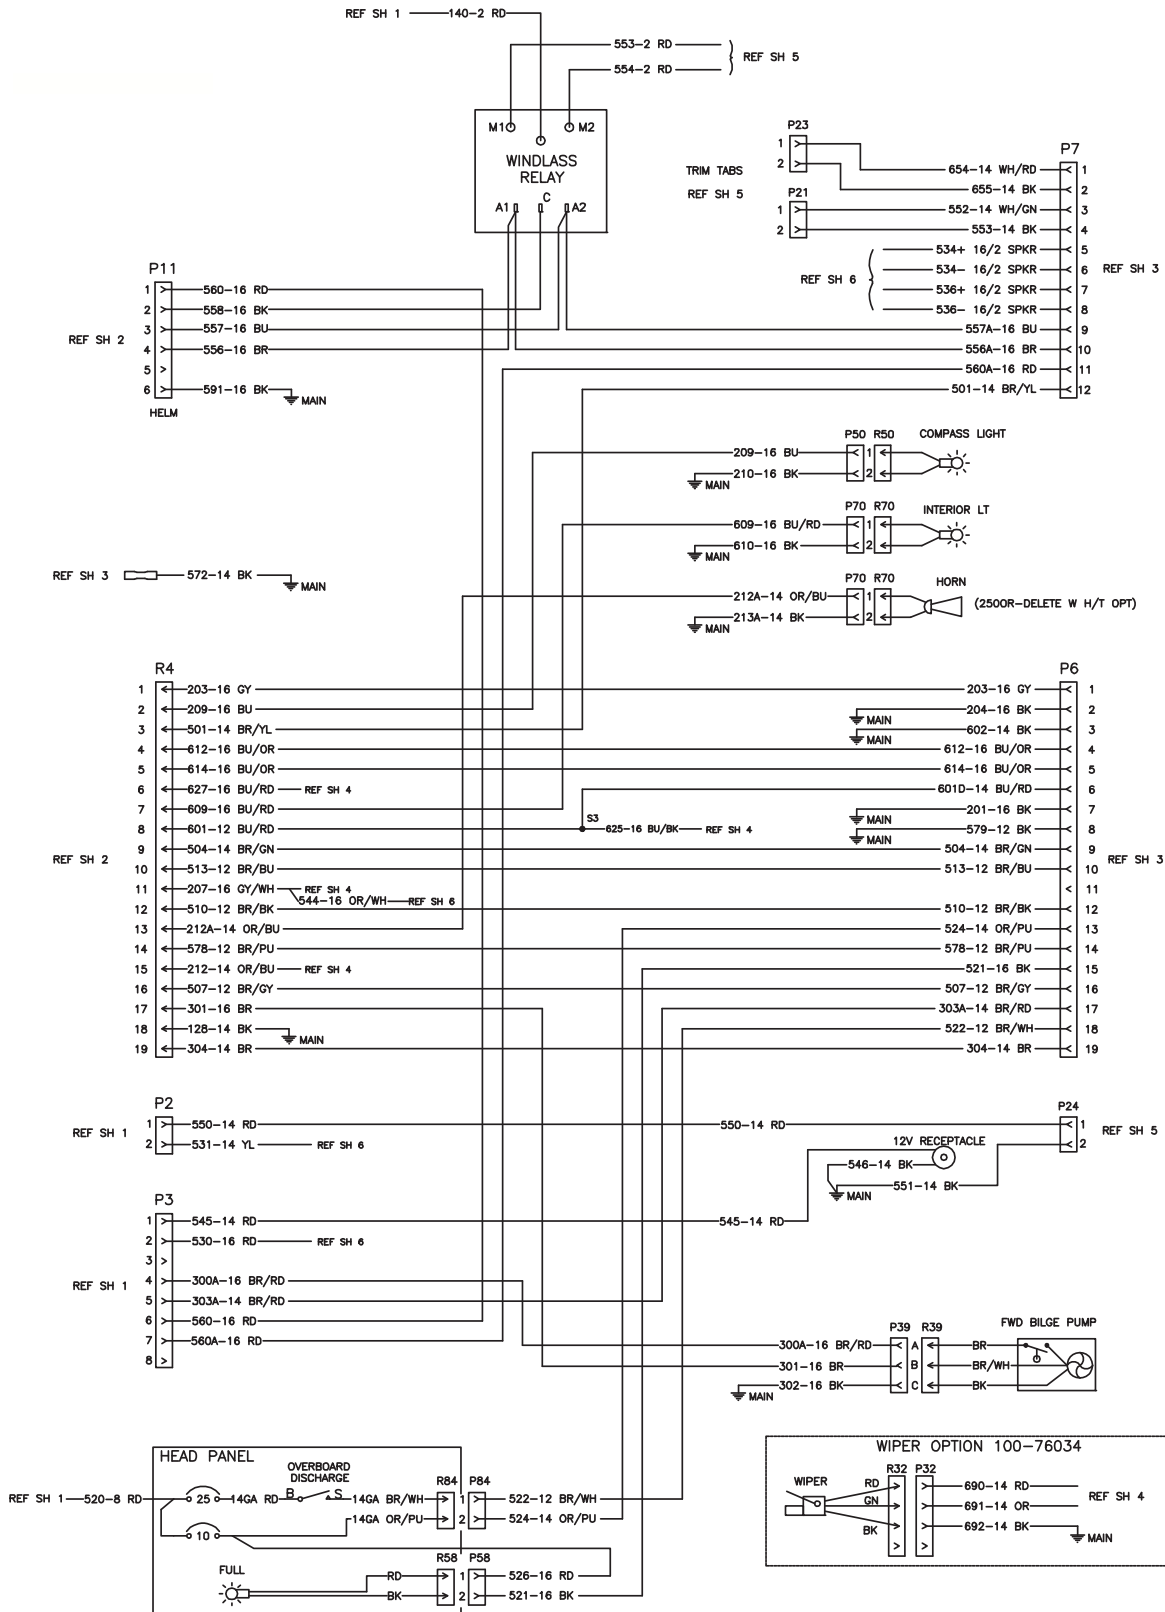 REF SH 1 140-2 RD
553-2 RD
554-2 RD
REF SH 5
M1 M2
WINDLASS
RELAY
A1 C A2
P23
1
2
TRIM TABS
REF SH 5
P21
1
2
P7
654-14 WH/RD 1
655-14 BK 2
552-14 WH/GN 3
553-14 BK 4
534+ 16/2 SPKR 5
534- 16/2 SPKR 6
536+ 16/2 SPKR 7
536- 16/2 SPKR 8
557A-16 BU 9
556A-16 BR 10
560A-16 RD 11
501-14 BR/YL 12
REF SH 6
REF SH 3
P11
1 560-16 RD
2 558-16 BK
3 557-16 BU
4 556-16 BR
5
6 591-16 BK MAIN
REF SH 2
HELM
P50 R50 COMPASS LIGHT
209-16 BU 1
210-16 BK 2
MAIN
P70 R70 INTERIOR LT
609-16 BU/RD 1
610-16 BK 2
MAIN
P70 R70 HORN
212A-14 OR/BU 1
213A-14 BK 2
MAIN
(2500R-DELETE W H/T OPT)
REF SH 3 572-14 BK MAIN
R4
1 203-16 GY
2 209-16 BU
3 501-14 BR/YL
4 612-16 BU/OR
5 614-16 BU/OR
6 627-16 BU/RD REF SH 4
7 609-16 BU/RD
8 601-12 BU/RD S3 625-16 BU/BK REF SH 4
9 504-14 BR/GN
10 513-12 BR/BU
11 207-16 GY/WH REF SH 4
544-16 OR/WH REF SH 6
12 510-12 BR/BK
13 212A-14 OR/BU
14 578-12 BR/PU
15 212-14 OR/BU REF SH 4
16 507-12 BR/GY
17 301-16 BR
18 128-14 BK MAIN
19 304-14 BR
REF SH 2
P6
203-16 GY 1
MAIN 204-16 BK 2
MAIN 602-14 BK 3
612-16 BU/OR 4
614-16 BU/OR 5
601D-14 BU/RD 6
MAIN 201-16 BK 7
MAIN 579-12 BK 8
504-14 BR/GN 9
513-12 BR/BU 10
11
510-12 BR/BK 12
524-14 OR/PU 13
578-12 BR/PU 14
521-16 BK 15
507-12 BR/GY 16
303A-14 BR/RD 17
522-12 BR/WH 18
304-14 BR 19
REF SH 3
P2
1 550-14 RD
2 531-14 YL REF SH 6
REF SH 1
550-14 RD
P24
1
2
REF SH 5
12V RECEPTACLE
546-14 BK
551-14 BK
MAIN
P3
1 545-14 RD 545-14 RD
2 530-16 RD REF SH 6
3
4 300A-16 BR/RD
5 303A-14 BR/RD
6 560-16 RD
7 560A-16 RD
8
REF SH 1
P39 R39 FWD BILGE PUMP
300A-16 BR/RD A BR
301-16 BR B BR/WH
302-16 BK C BK
MAIN
HEAD PANEL
OVERBOARD
DISCHARGE
REF SH 1 520-8 RD 25 14GA RD B S 14GA BR/WH
10 14GA OR/PU
R84 P84
1 522-12 BR/WH
2 524-14 OR/PU
FULL
RD
BK
R58 P58
1 526-16 RD
2 521-16 BK
WIPER OPTION 100-76034
WIPER
RD
GN
BK
R32 P32
690-14 RD
691-14 OR
692-14 BK
REF SH 4
MAIN